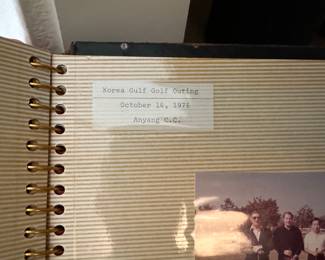 Korea Gulf Golf Outing
October 16, 1976
Anyang C.C.